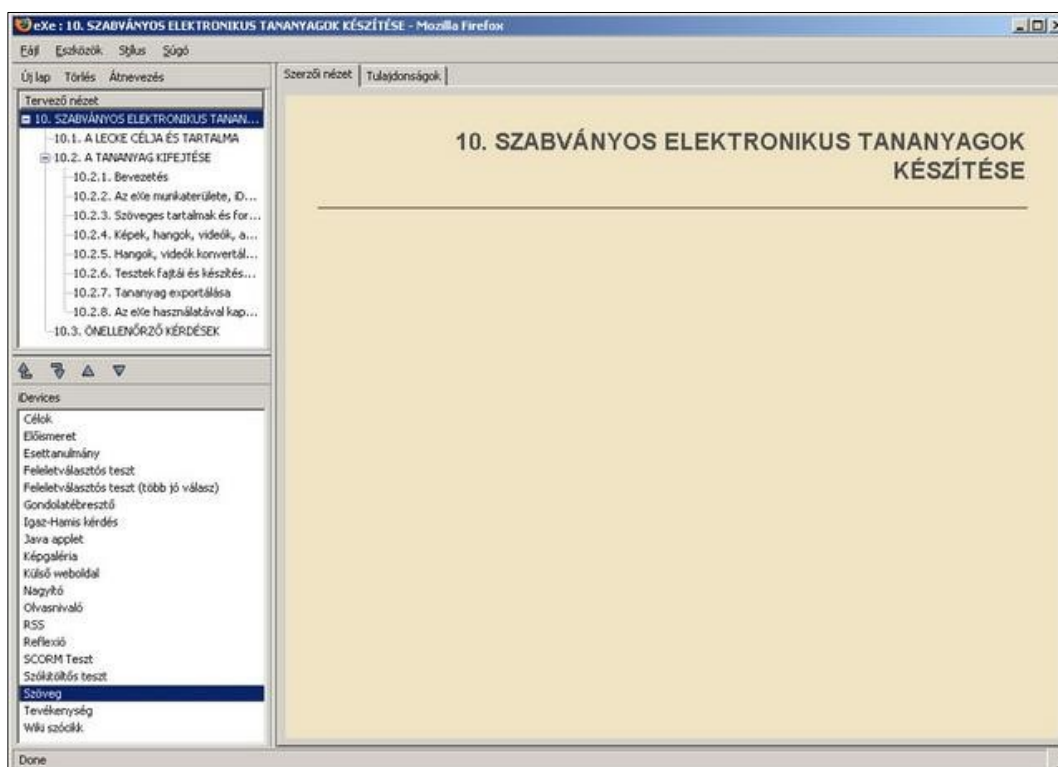 eXe : 10. SZABVÁNYOS ELEKTRONIKUS TANANYAGOK KÉSZÍTÉSE - Mozilla Firefox
Fájl Eszközök Stílus Súgó
Új lap Törlés Átnevezés
Tervező nézet
10. SZABVÁNYOS ELEKTRONIKUS TANAN...
10.1. A LECKE CÉLJA ÉS TARTALMA
10.2. A TANANYAG KIFEJTÉSE
10.2.1. Bevezetés
10.2.2. Az eXe munkaterülete, iD...
10.2.3. Szöveges tartalmak és for...
10.2.4. Képek, hangok, videók, a...
10.2.5. Hangok, videók konvertál...
10.2.6. Tesztek fajtái és készítés...
10.2.7. Tananyag exportálása
10.2.8. Az eXe használatával kap...
10.3. ÖNELLENŐRZŐ KÉRDÉSEK
iDevices
Célok
Előismeret
Esettanulmány
Feleletválasztós teszt
Feleletválasztós teszt (több jó válasz)
Gondolatébresztő
Igaz-Hamis kérdés
Java applet
Képgaléria
Külső weboldal
Nagyító
Olvasnivaló
RSS
Reflexió
SCORM Teszt
Szókitöltős teszt
Szöveg
Tevékenység
Wiki szócikk
Szerzői nézet Tulajdonságok
10. SZABVÁNYOS ELEKTRONIKUS TANANYAGOK
KÉSZÍTÉSE
Done